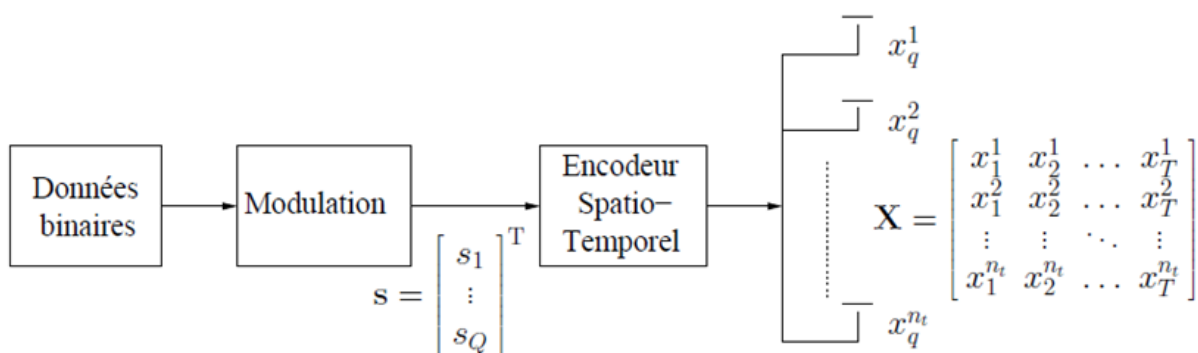 Données
binaires
Modulation
s = [ s_1 ⋮ s_Q ]^T
Encodeur
Spatio−
Temporel
x_q^1
x_q^2
x_q^{n_t}
X = [
x_1^1 x_2^1 … x_T^1
x_1^2 x_2^2 … x_T^2
⋮ ⋮ ⋱ ⋮
x_1^{n_t} x_2^{n_t} … x_T^{n_t}
]